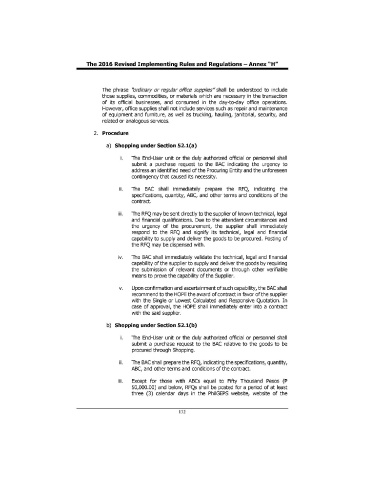 The 2016 Revised Implementing Rules and Regulations – Annex "H"
The phrase "ordinary or regular office supplies" shall be understood to include
those supplies, commodities, or materials which are necessary in the transaction
of its official businesses, and consumed in the day-to-day office operations.
However, office supplies shall not include services such as repair and maintenance
of equipment and furniture, as well as trucking, hauling, janitorial, security, and
related or analogous services.
2. Procedure
a) Shopping under Section 52.1(a)
i. The End-User unit or the duly authorized official or personnel shall
submit a purchase request to the BAC indicating the urgency to
address an identified need of the Procuring Entity and the unforeseen
contingency that caused its necessity.
ii. The BAC shall immediately prepare the RFQ, indicating the
specifications, quantity, ABC, and other terms and conditions of the
contract.
iii. The RFQ may be sent directly to the supplier of known technical, legal
and financial qualifications. Due to the attendant circumstances and
the urgency of the procurement, the supplier shall immediately
respond to the RFQ and signify its technical, legal and financial
capability to supply and deliver the goods to be procured. Posting of
the RFQ may be dispensed with.
iv. The BAC shall immediately validate the technical, legal and financial
capability of the supplier to supply and deliver the goods by requiring
the submission of relevant documents or through other verifiable
means to prove the capability of the Supplier.
v. Upon confirmation and ascertainment of such capability, the BAC shall
recommend to the HOPE the award of contract in favor of the supplier
with the Single or Lowest Calculated and Responsive Quotation. In
case of approval, the HOPE shall immediately enter into a contract
with the said supplier.
b) Shopping under Section 52.1(b)
i. The End-User unit or the duly authorized official or personnel shall
submit a purchase request to the BAC relative to the goods to be
procured through Shopping.
ii. The BAC shall prepare the RFQ, indicating the specifications, quantity,
ABC, and other terms and conditions of the contract.
iii. Except for those with ABCs equal to Fifty Thousand Pesos (P
50,000.00) and below, RFQs shall be posted for a period of at least
three (3) calendar days in the PhilGEPS website, website of the